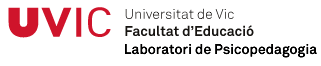 UVIC
Universitat de Vic
Facultat d'Educació
Laboratori de Psicopedagogia